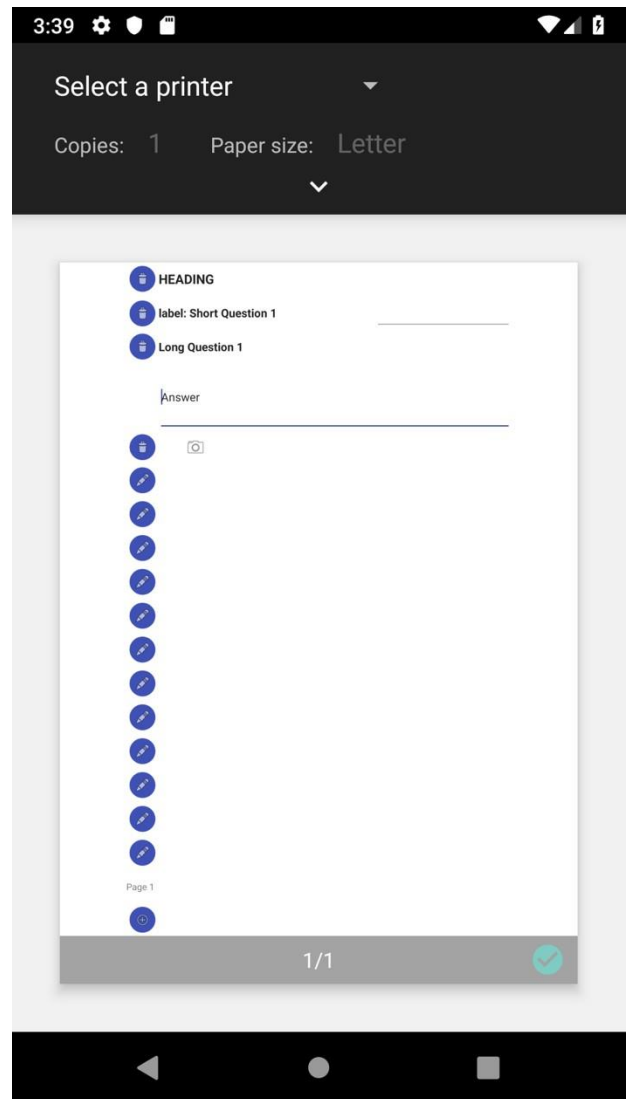 3:39
Select a printer
Copies: 1 Paper size: Letter
HEADING
label: Short Question 1
Long Question 1
Answer
Page 1
1/1